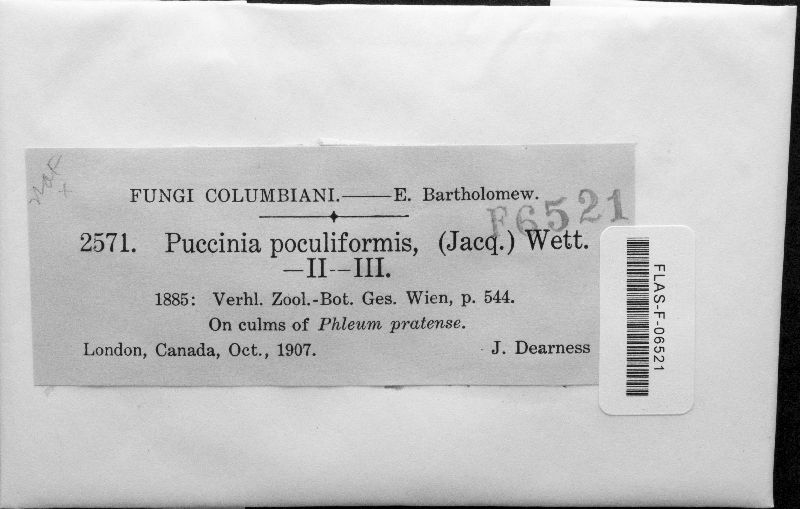 FUNGI COLUMBIANI.——E. Bartholomew.
F6521
2571. Puccinia poculiformis, (Jacq.) Wett.
—II—III.
1885: Verhl. Zool.-Bot. Ges. Wien, p. 544.
On culms of Phleum pratense.
London, Canada, Oct., 1907. J. Dearness
FLAS-F-06521